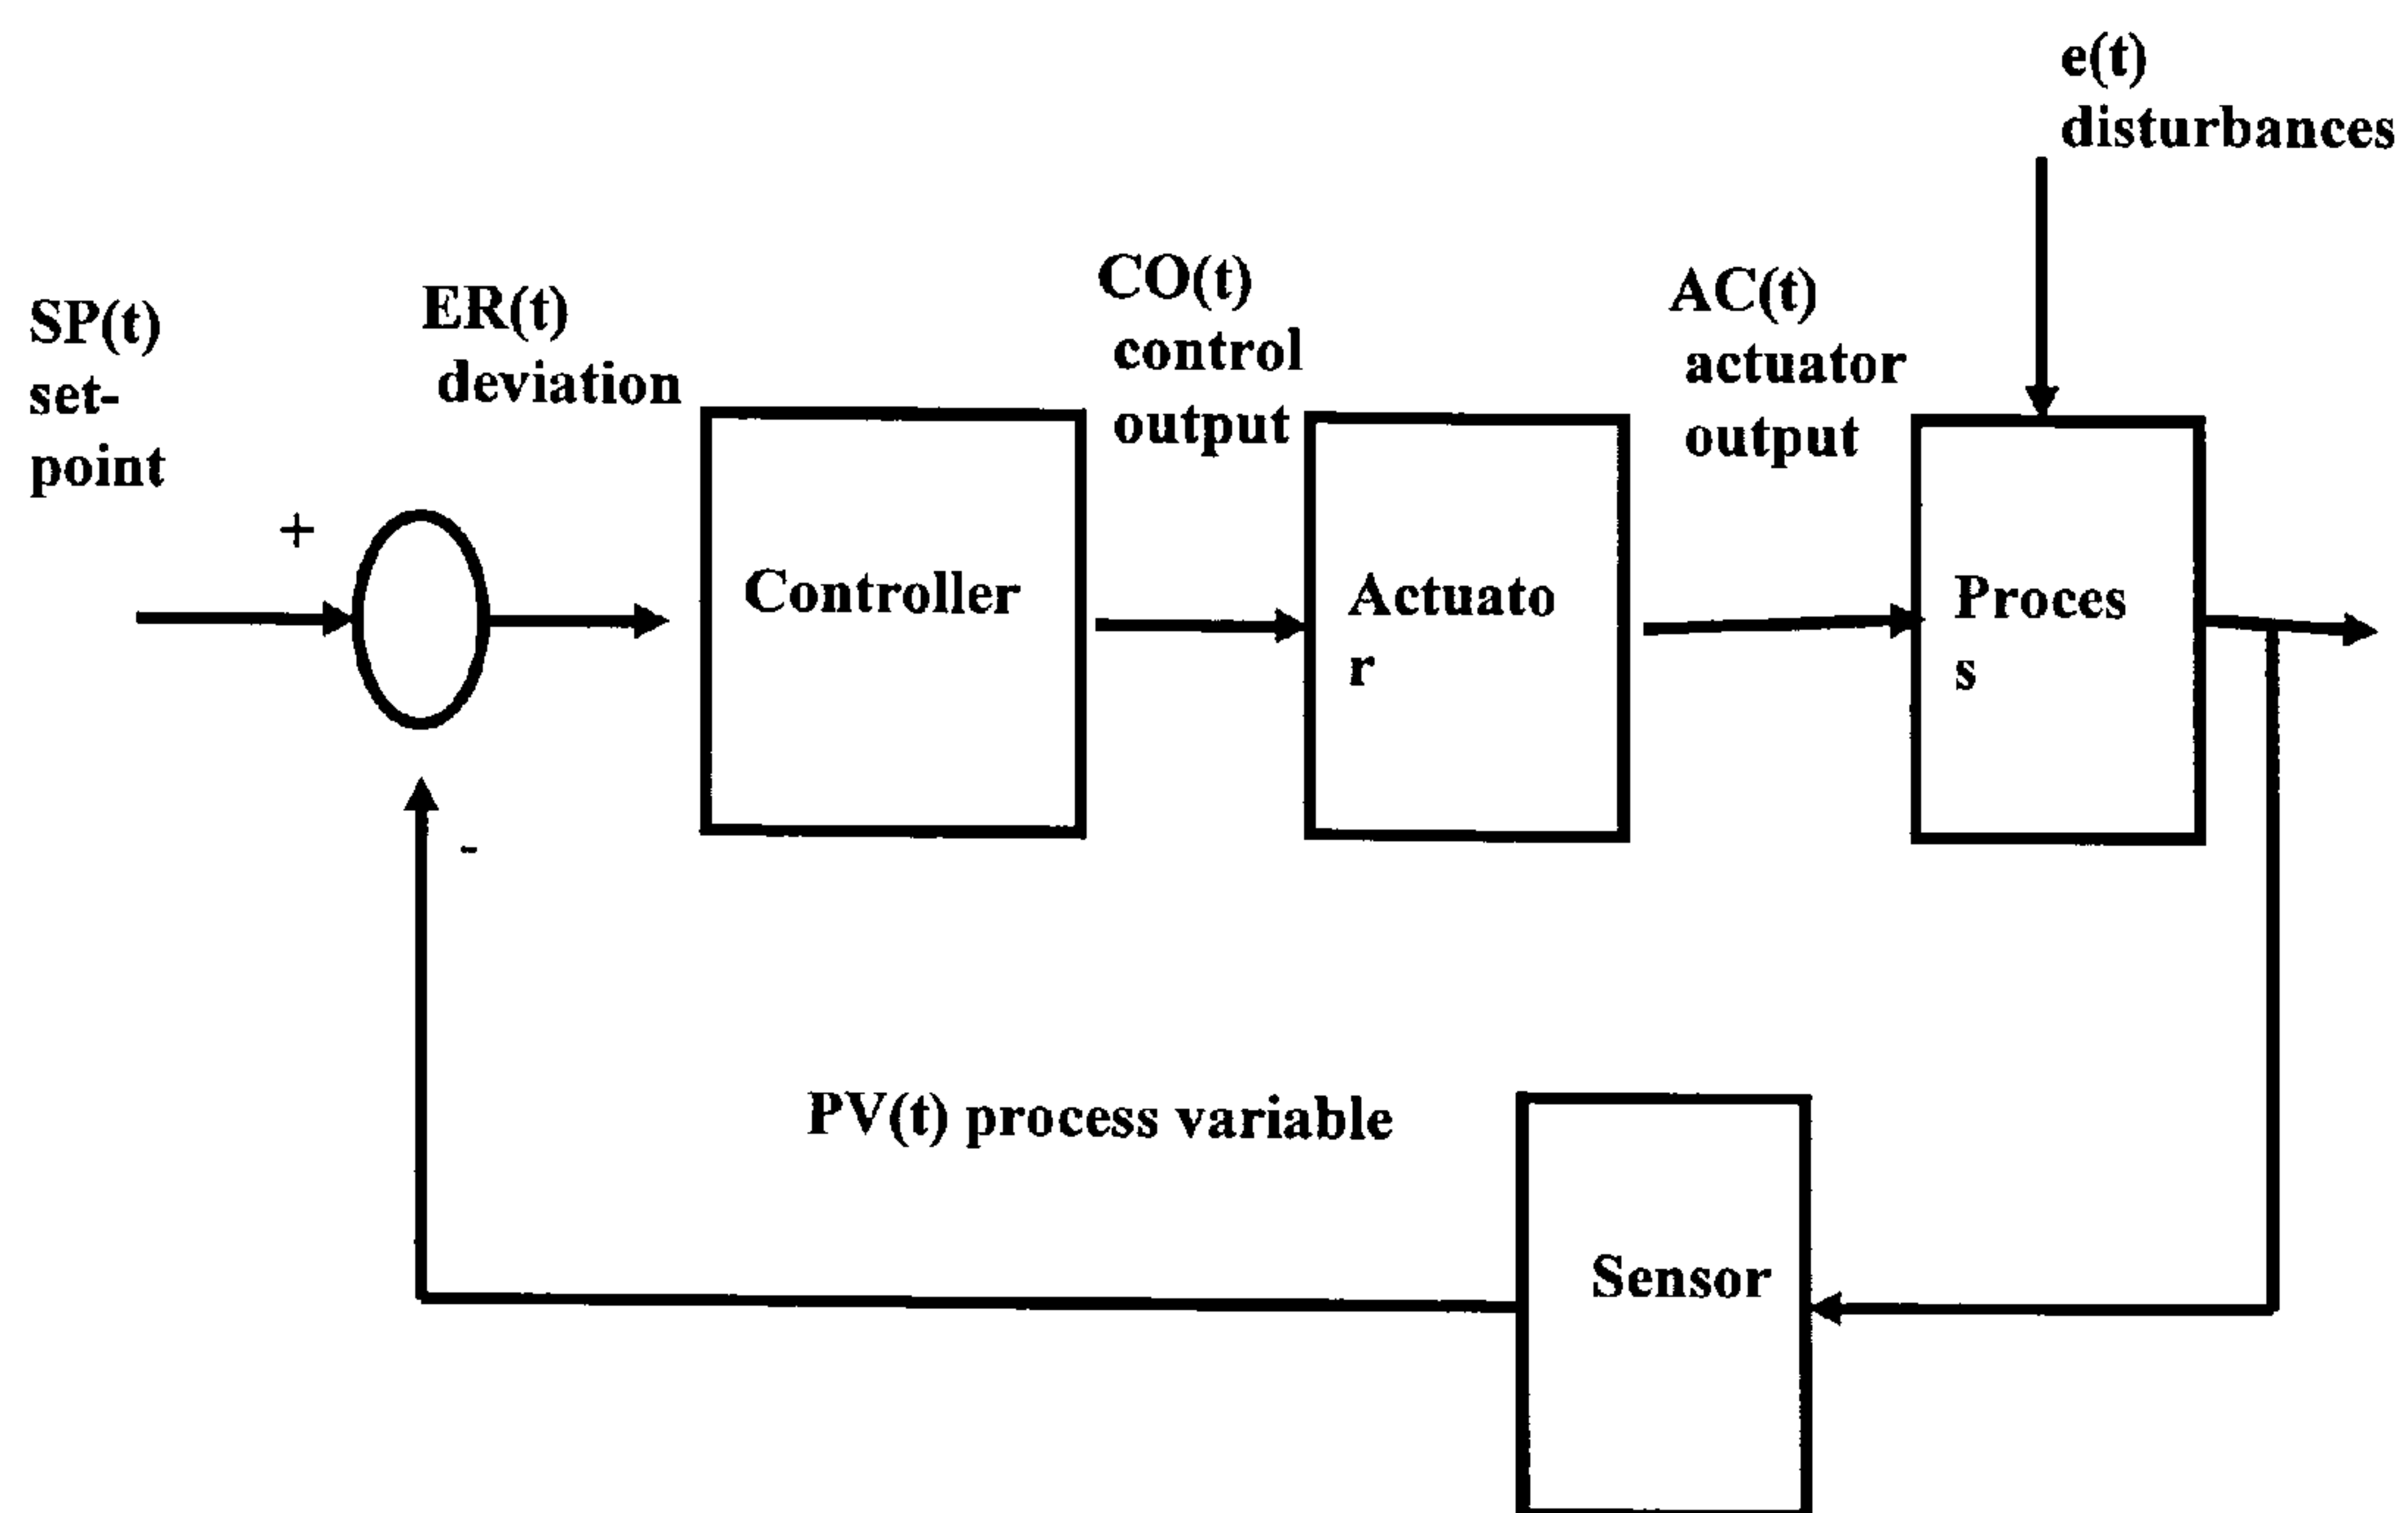 e(t)
disturbances
SP(t)
set-
point
ER(t)
deviation
CO(t)
control
output
AC(t)
actuator
output
+
-
Controller
Actuato
r
Proces
s
PV(t) process variable
Sensor